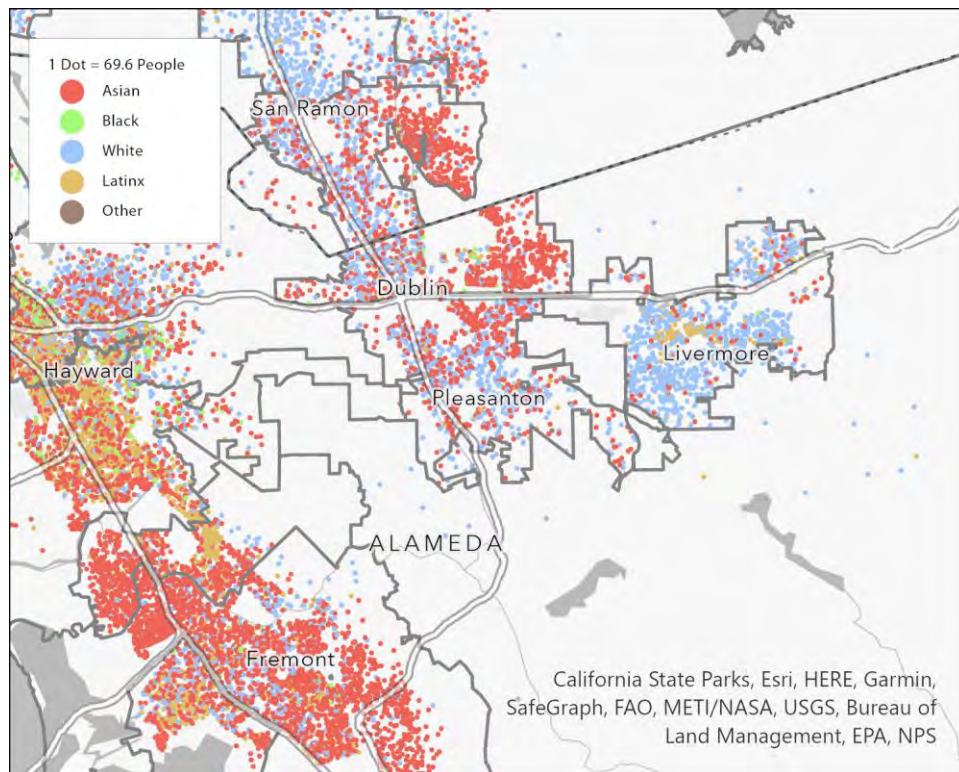 1 Dot = 69.6 People
Asian
Black
White
Latinx
Other
San Ramon
Dublin
Livermore
Hayward
Pleasanton
ALAMEDA
Fremont
California State Parks, Esri, HERE, Garmin,
SafeGraph, FAO, METI/NASA, USGS, Bureau of
Land Management, EPA, NPS